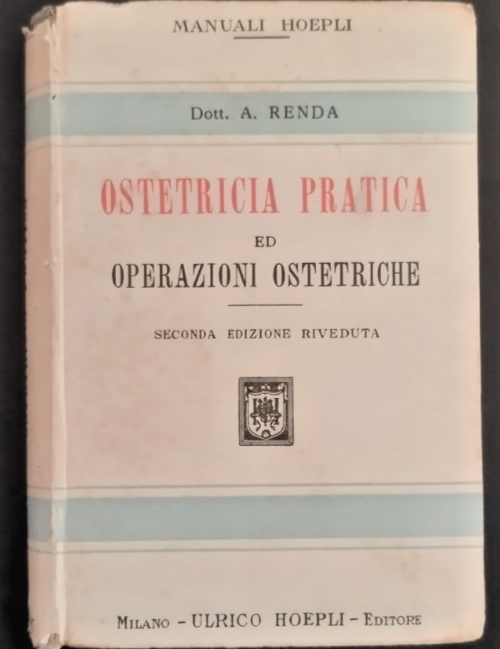 MANUALI HOEPLI
Dott. A. RENDA
OSTETRICIA PRATICA
ED
OPERAZIONI OSTETRICHE
SECONDA EDIZIONE RIVEDUTA
MILANO - ULRICO HOEPLI - EDITORE